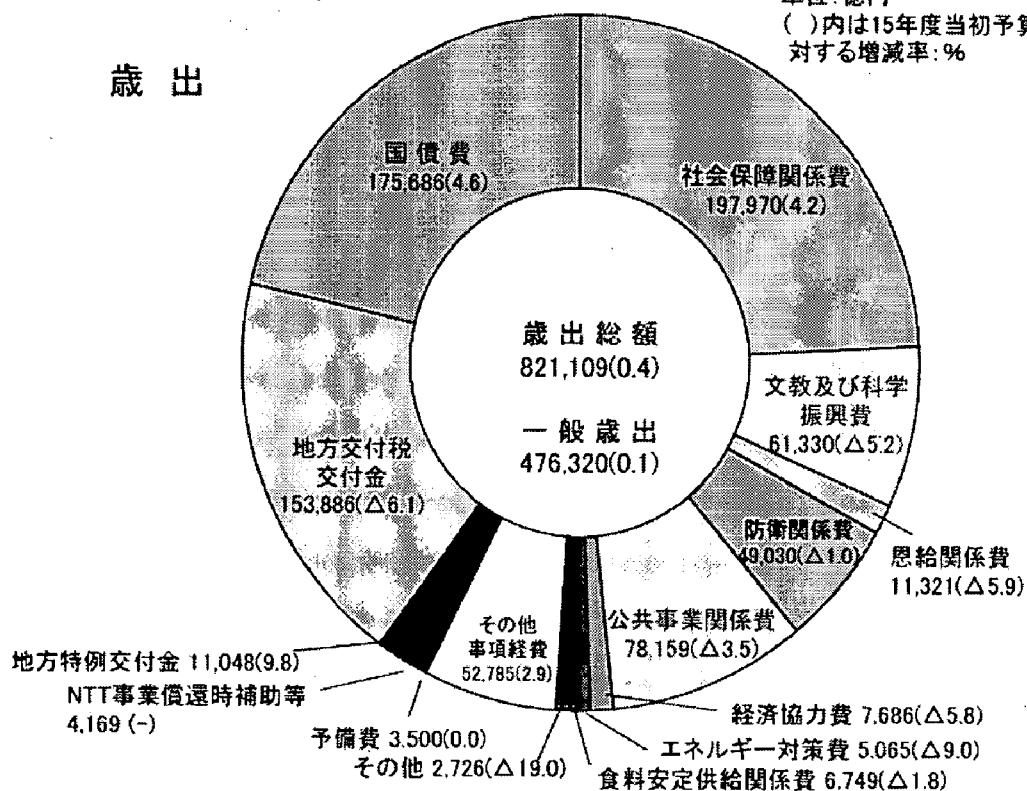 ( )内は15年度当初予算
対する増減率:%
歳 出
国債費
175,686(4.6)
社会保障関係費
197,970(4.2)
歳出総額
821,109(0.4)
一般歳出
476,320(0.1)
文教及び科学
振興費
61,330(△5.2)
地方交付税
交付金
153,886(△6.1)
防衛関係費
49,030(△1.0)
恩給関係費
11,321(△5.9)
公共事業関係費
78,159(△3.5)
その他
事項経費
52,785(2.9)
地方特例交付金 11,048(9.8)
NTT事業償還時補助等
4,169 (-)
経済協力費 7,686(△5.8)
予備費 3,500(0.0)
エネルギー対策費 5,065(△9.0)
その他 2,726(△19.0)
食料安定供給関係費 6,749(△1.8)